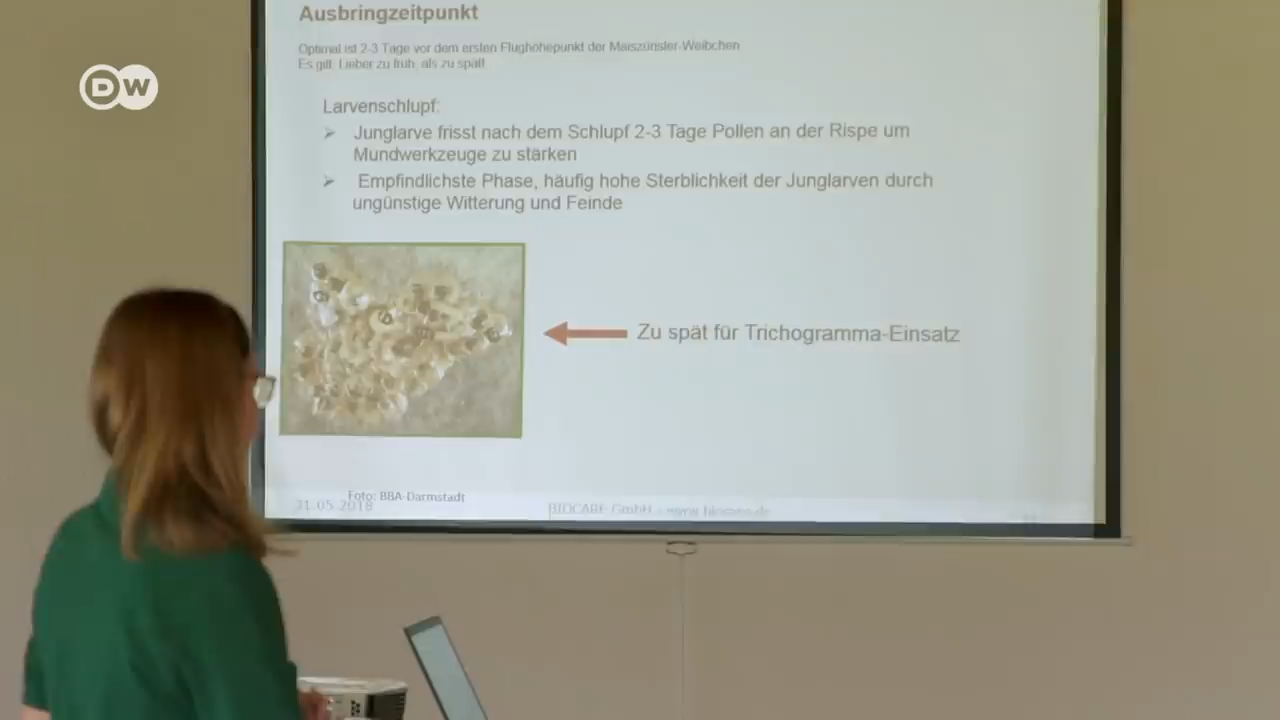 Ausbringzeitpunkt
DW
Optimal ist 2-3 Tage vor dem ersten Flughöhepunkt der Maiszünsler-Weibchen
Es gilt: Lieber zu früh, als zu spät!
Larvenschlupf:
➢ Junglarve frisst nach dem Schlupf 2-3 Tage Pollen an der Rispe um
Mundwerkzeuge zu stärken
➢ Empfindlichste Phase, häufig hohe Sterblichkeit der Junglarven durch
ungünstige Witterung und Feinde
Zu spät für Trichogramma-Einsatz
Foto: BBA-Darmstadt
31.05.2018
BIOCARE GmbH - www.biocare.de